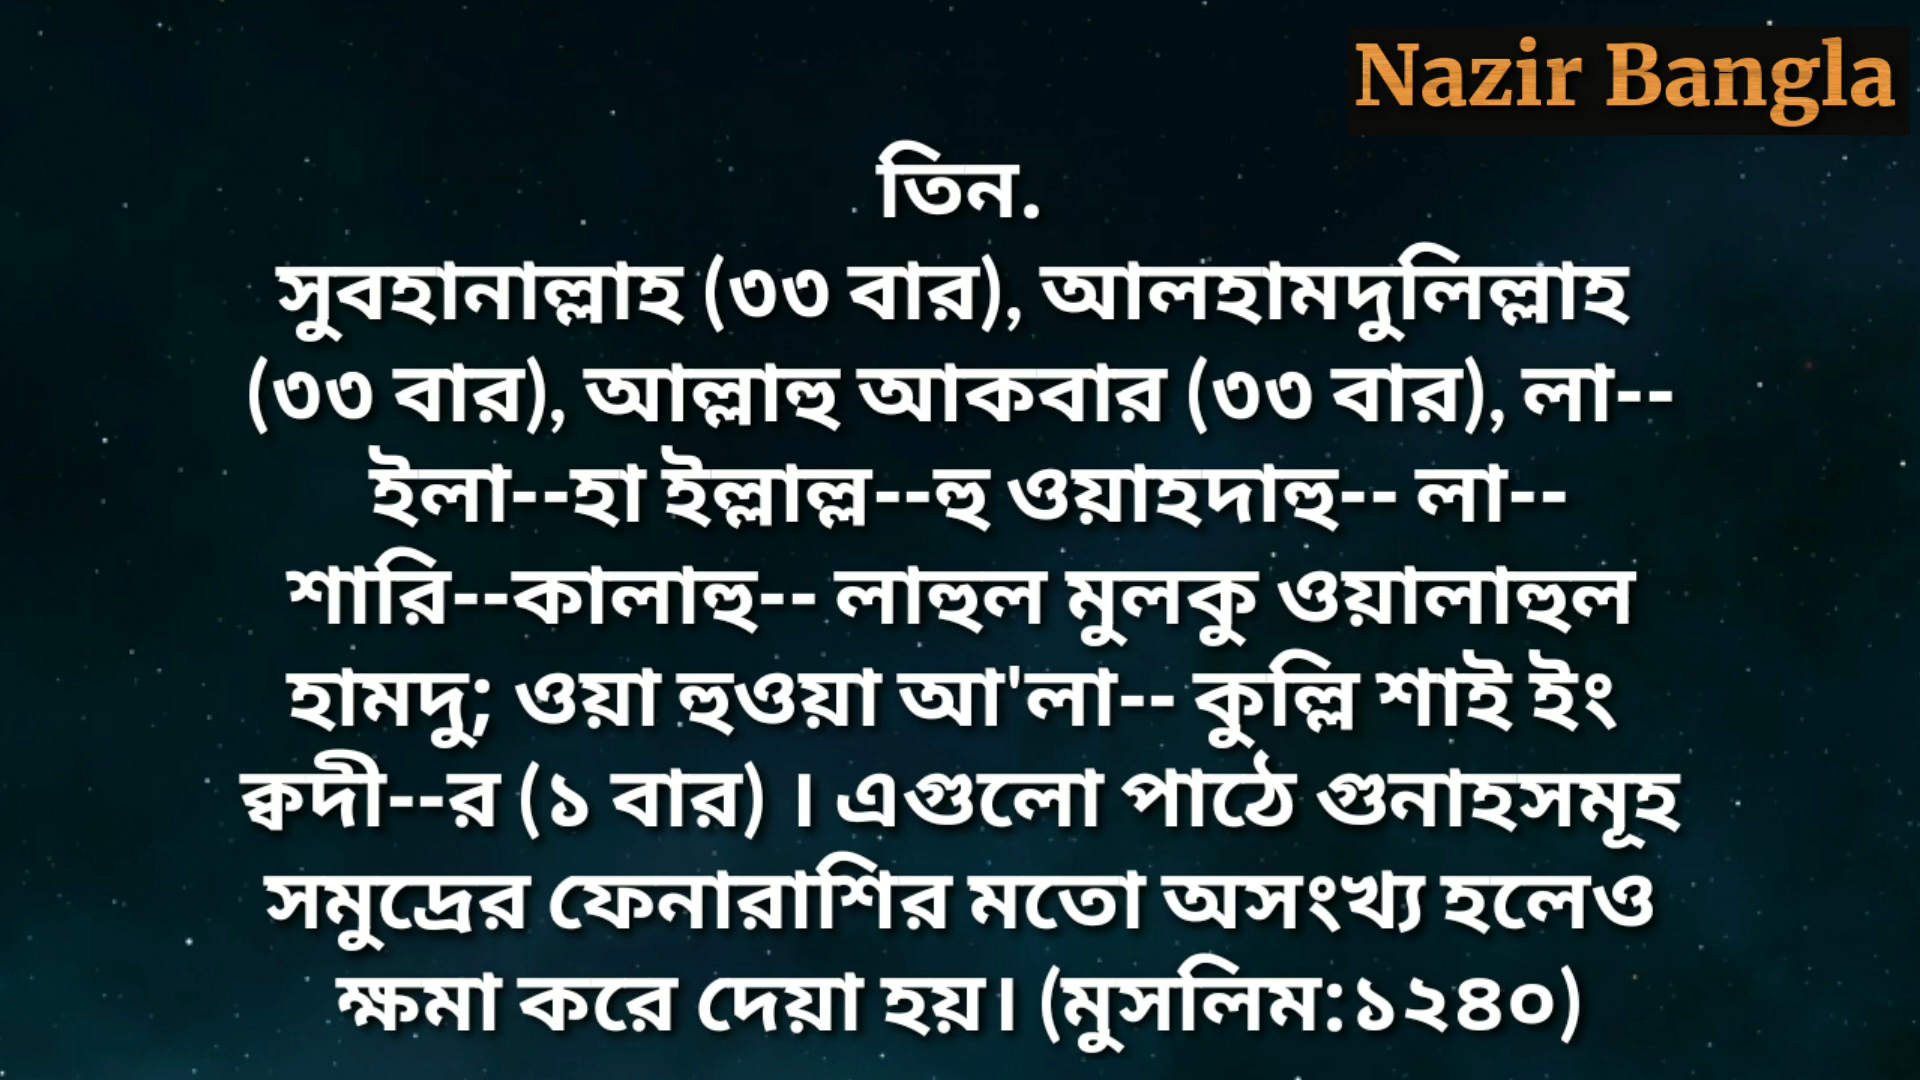 Nazir Bangla
তিন.
সুবহানাল্লাহ (৩৩ বার), আলহামদুলিল্লাহ
(৩৩ বার), আল্লাহু আকবার (৩৩ বার), লা--
ইলা--হা ইল্লাল্ল--হু ওয়াহদাহু-- লা--
শারি--কালাহু-- লাহুল মুলকু ওয়ালাহুল
হামদু; ওয়া হুওয়া আ'লা-- কুল্লি শাই ইং
ক্বদী--র (১ বার) । এগুলো পাঠে গুনাহসমূহ
সমুদ্রের ফেনারাশির মতো অসংখ্য হলেও
ক্ষমা করে দেয়া হয়। (মুসলিম:১২৪০)